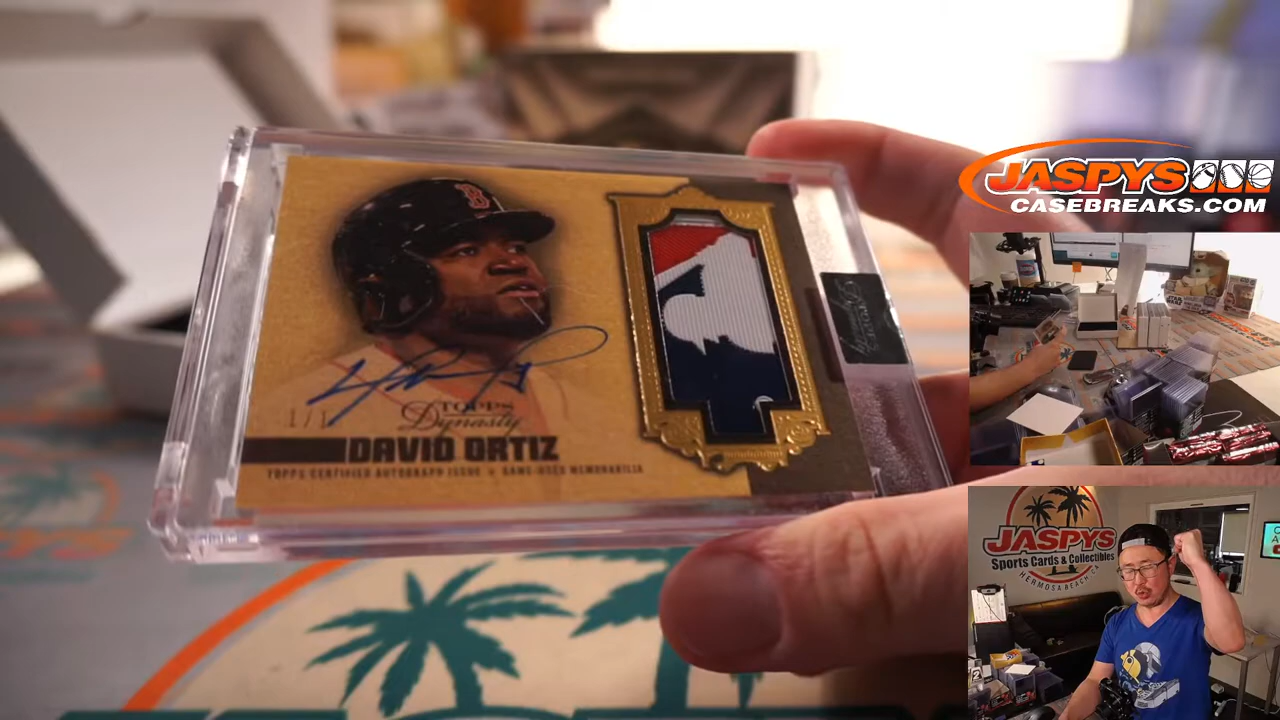 B
1/1
TOPPS
Dynasty
DAVID ORTIZ
TOPPS CERTIFIED AUTOGRAPH ISSUE • GAME-USED MEMORABILIA
JASPYS
CASEBREAKS.COM
JASPYS
Sports Cards & Collectibles
HERMOSA BEACH CA